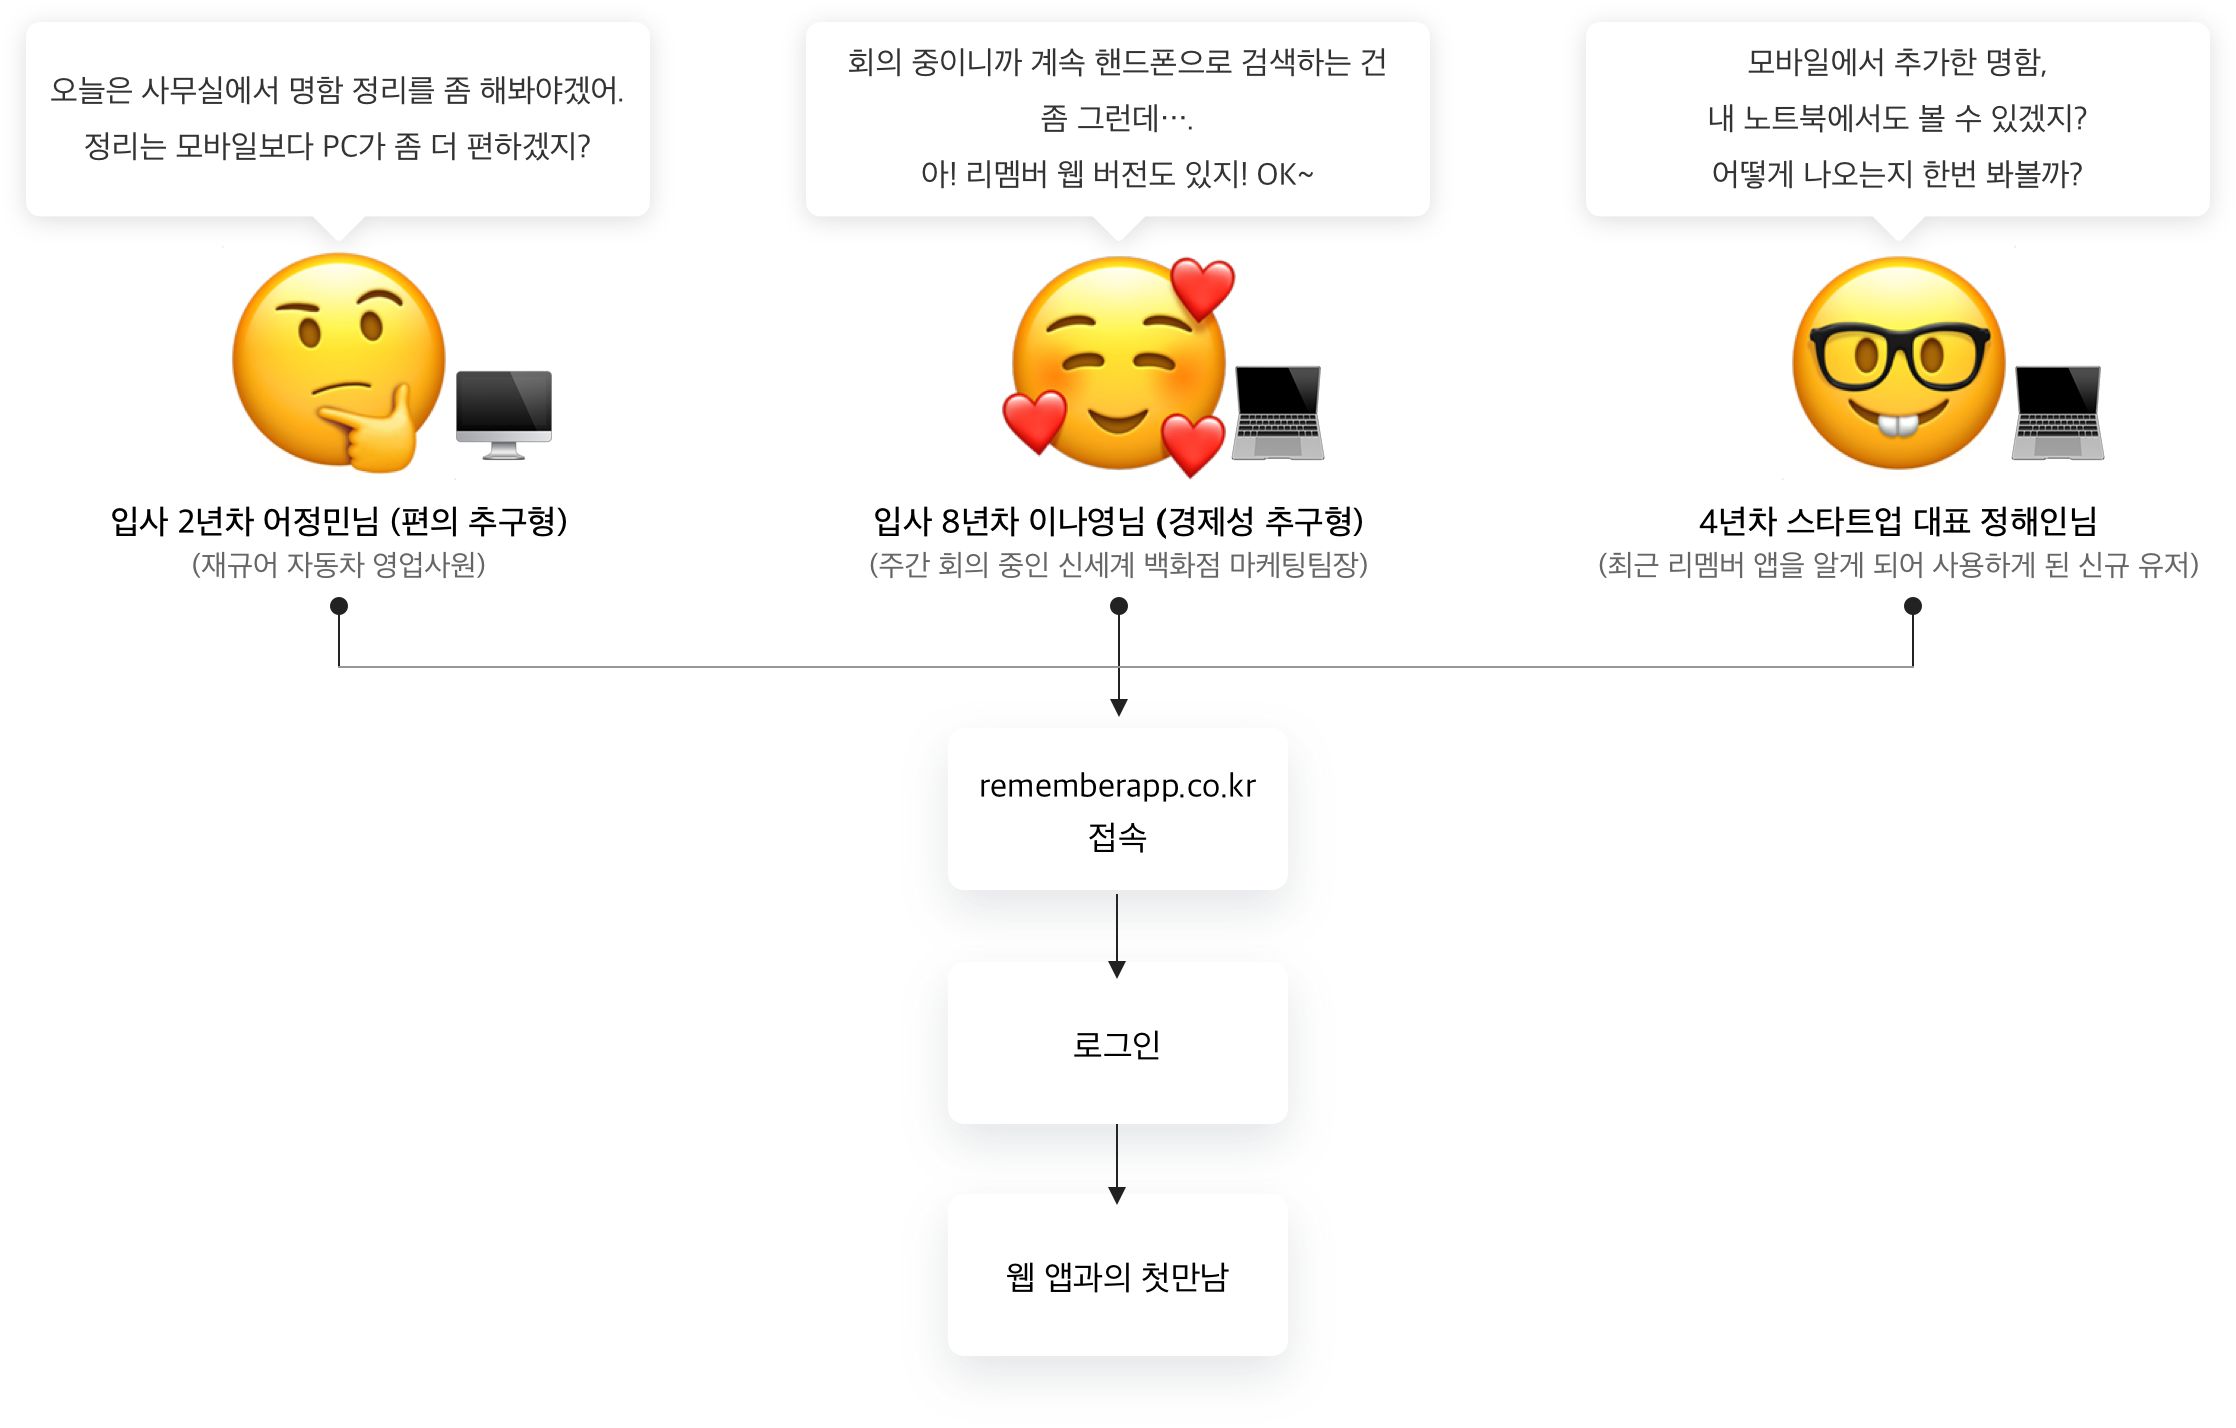 오늘은 사무실에서 명함 정리를 좀 해봐야겠어.
정리는 모바일보다 PC가 좀 더 편하겠지?
회의 중이니까 계속 핸드폰으로 검색하는 건
좀 그런데….
아! 리멤버 웹 버전도 있지! OK~
모바일에서 추가한 명함,
내 노트북에서도 볼 수 있겠지?
어떻게 나오는지 한번 봐볼까?
입사 2년차 어정민님 (편의 추구형)
(재규어 자동차 영업사원)
입사 8년차 이나영님 (경제성 추구형)
(주간 회의 중인 신세계 백화점 마케팅팀장)
4년차 스타트업 대표 정해인님
(최근 리멤버 앱을 알게 되어 사용하게 된 신규 유저)
rememberapp.co.kr
접속
로그인
웹 앱과의 첫만남